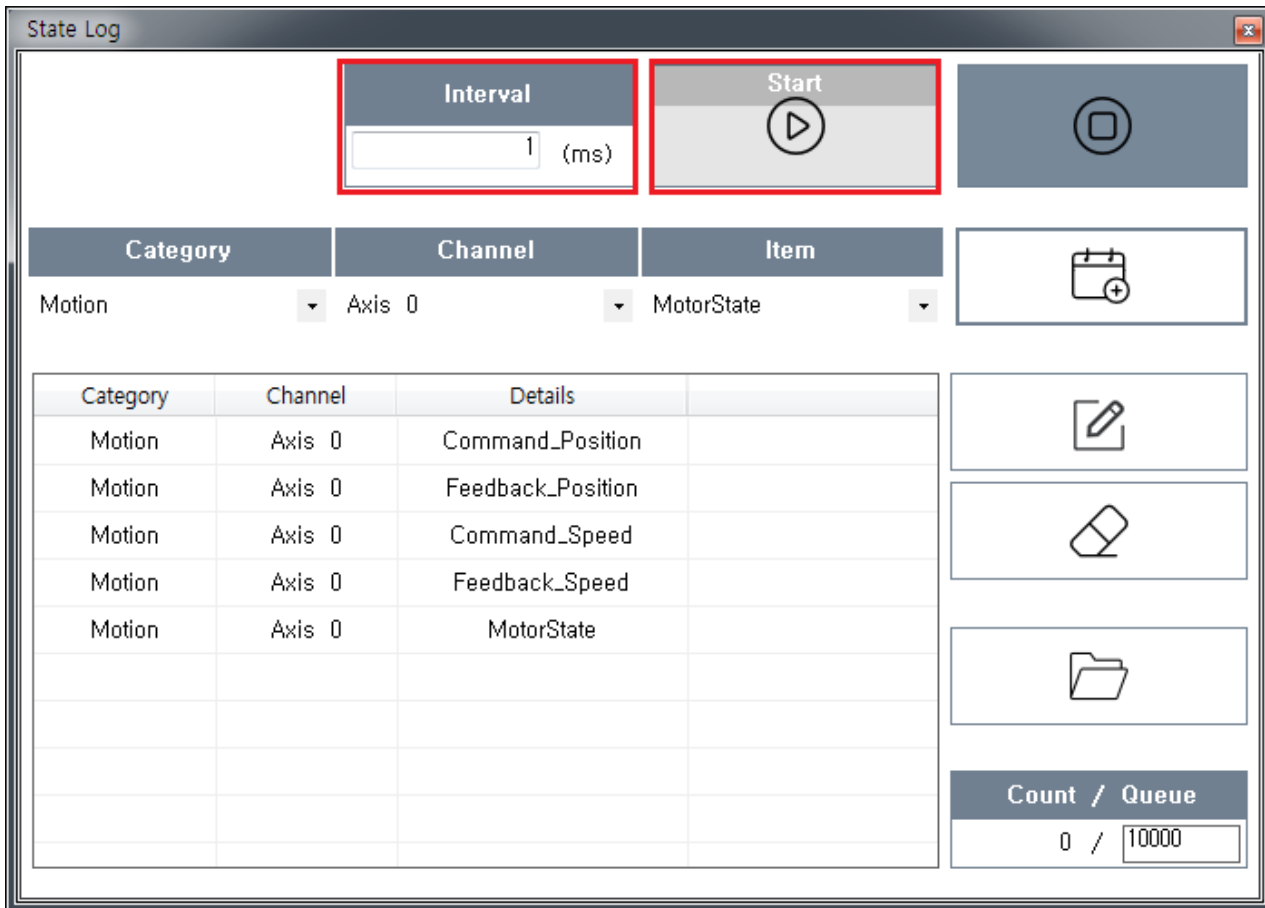 State Log
Interval
1 (ms)
Start
Category Channel Item
Motion Axis 0 MotorState
Category Channel Details
Motion Axis 0 Command_Position
Motion Axis 0 Feedback_Position
Motion Axis 0 Command_Speed
Motion Axis 0 Feedback_Speed
Motion Axis 0 MotorState
Count / Queue
0 / 10000